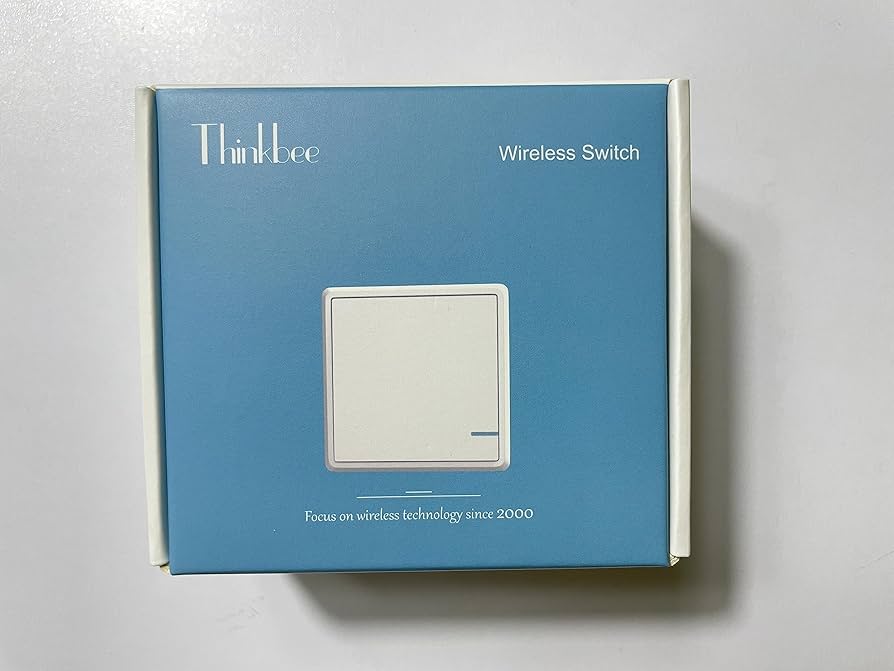 Thinkbee
Wireless Switch
Focus on wireless technology since 2000